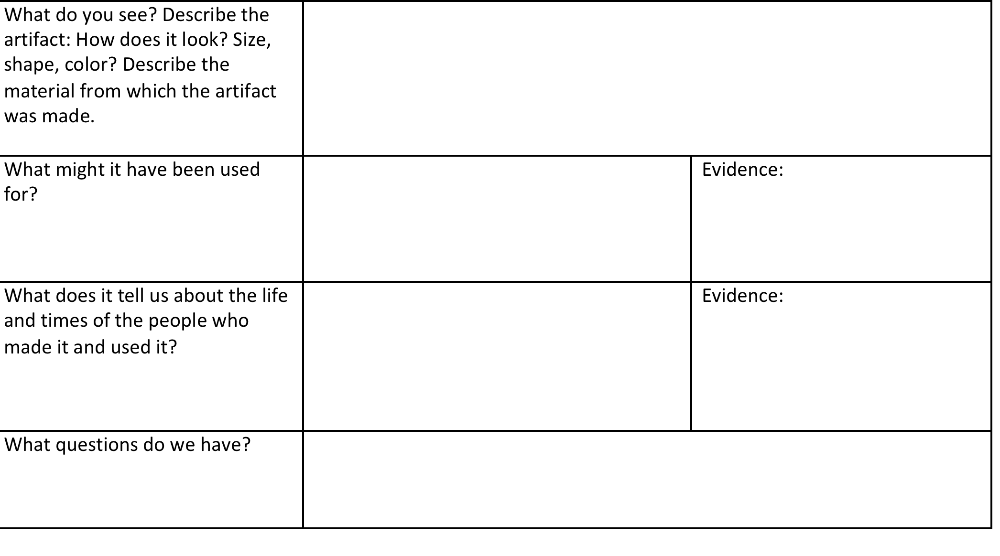 What do you see? Describe the
artifact: How does it look? Size,
shape, color? Describe the
material from which the artifact
was made.
What might it have been used
for?
Evidence:
What does it tell us about the life
and times of the people who
made it and used it?
Evidence:
What questions do we have?